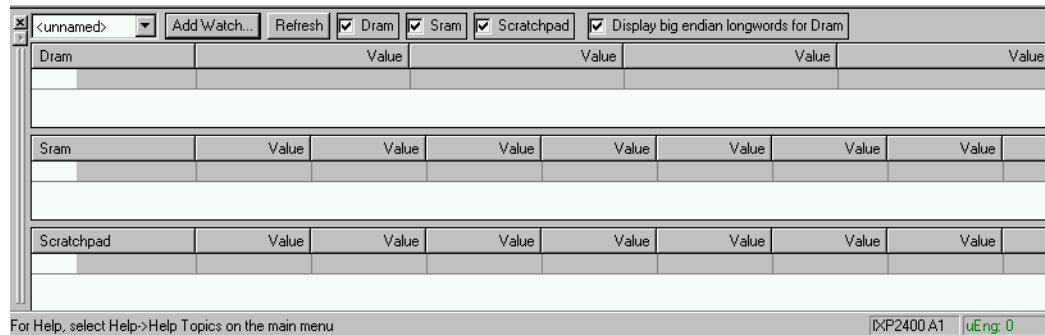 <unnamed> Add Watch... Refresh Dram Sram Scratchpad Display big endian longwords for Dram
Dram Value Value Value Value
Sram Value Value Value Value Value Value Value
Scratchpad Value Value Value Value Value Value Value
For Help, select Help->Help Topics on the main menu IXP2400 A1 uEng: 0